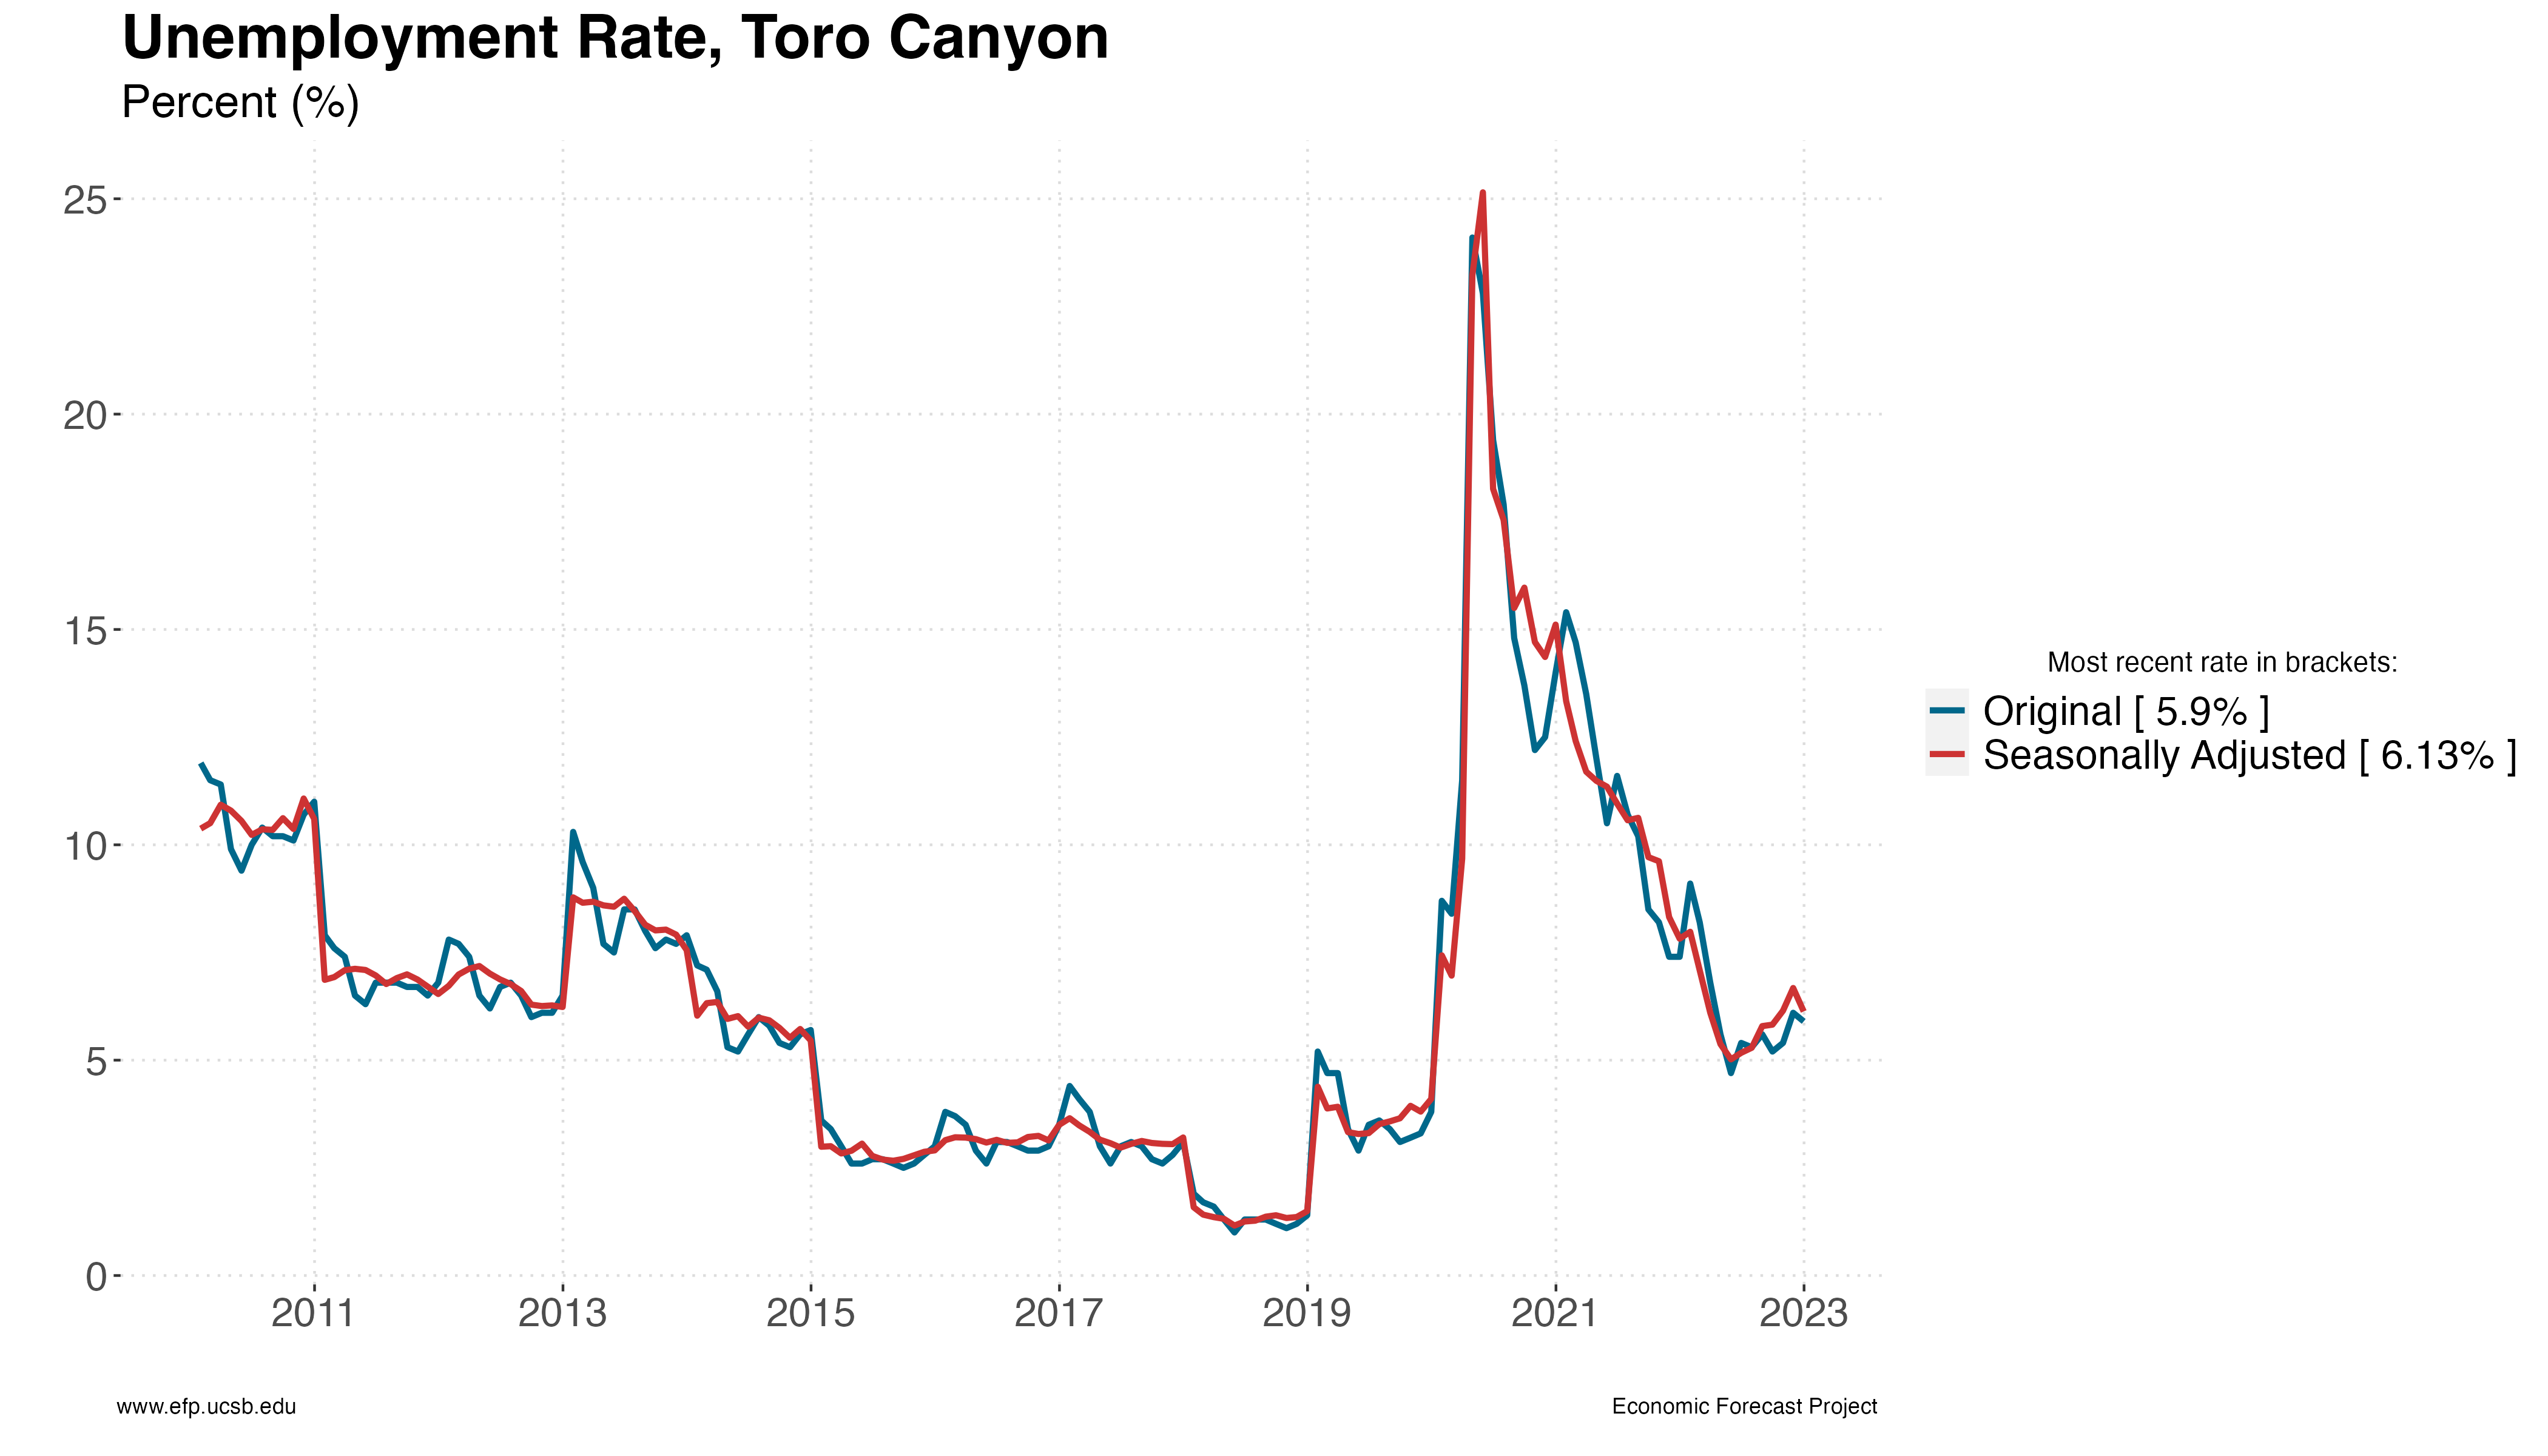 Unemployment Rate, Toro Canyon
Percent (%)
25
20
15
10
5
0
2011 2013 2015 2017 2019 2021 2023
Most recent rate in brackets:
Original [ 5.9% ]
Seasonally Adjusted [ 6.13% ]
www.efp.ucsb.edu
Economic Forecast Project